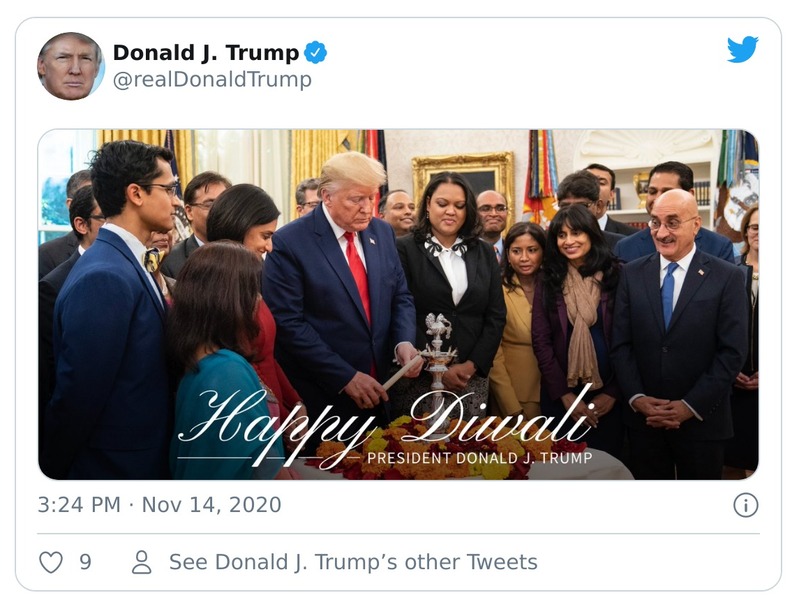 Donald J. Trump
@realDonaldTrump
Happy Diwali
PRESIDENT DONALD J. TRUMP
3:24 PM · Nov 14, 2020
9
See Donald J. Trump’s other Tweets